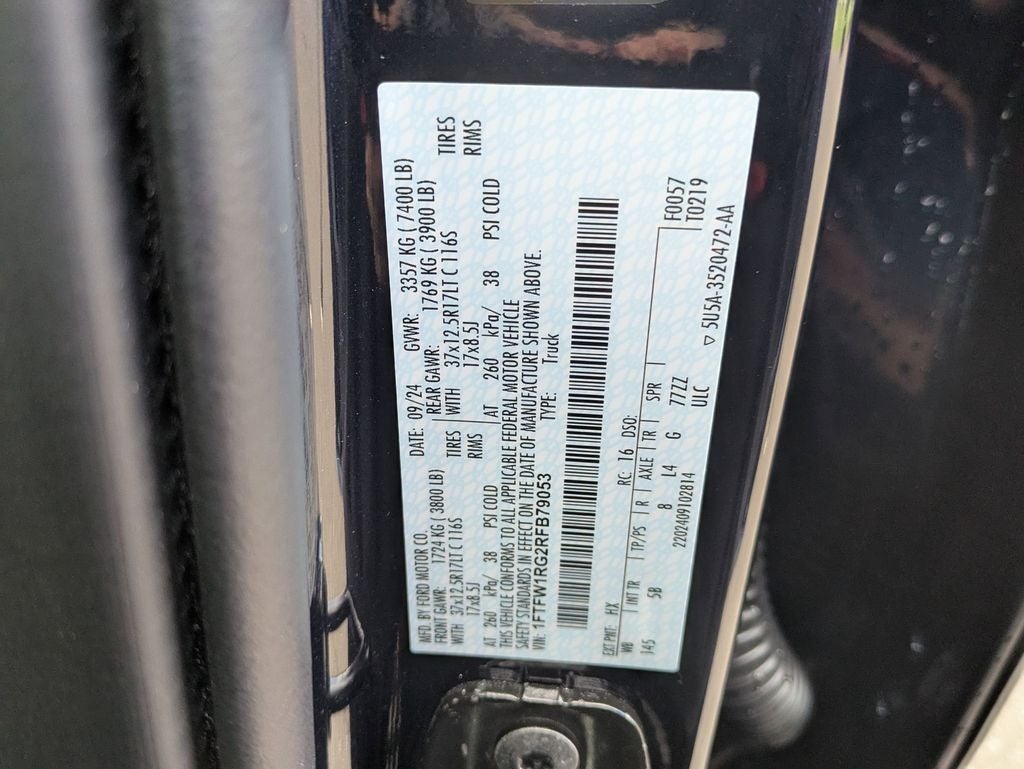 MFD. BY FORD MOTOR CO. DATE: 09/24 GVWR: 3357 KG (7400 LB)
FRONT GAWR: 1724 KG ( 3800 LB) REAR GAWR: 1769 KG ( 3900 LB)
WITH 37x12.5R17LT C 116S TIRES WITH 37x12.5R17LT C 116S TIRES
17x8.5J RIMS 17x8.5J RIMS
AT 260 kPa/ 38 PSI COLD AT 260 kPa/ 38 PSI COLD
THIS VEHICLE CONFORMS TO ALL APPLICABLE FEDERAL MOTOR VEHICLE
SAFETY STANDARDS IN EFFECT ON THE DATE OF MANUFACTURE SHOWN ABOVE.
VIN: 1FTFW1RG2RFB79053 TYPE: Truck
EXT PNT: HX RC: 16 DSO: F0057
WB INT TR TP/PS R AXLE TR SPR T0219
145 5B 8 L4 G 77ZZ
ULC
220240910 2814 ▽ 5U5A-3520472-AA